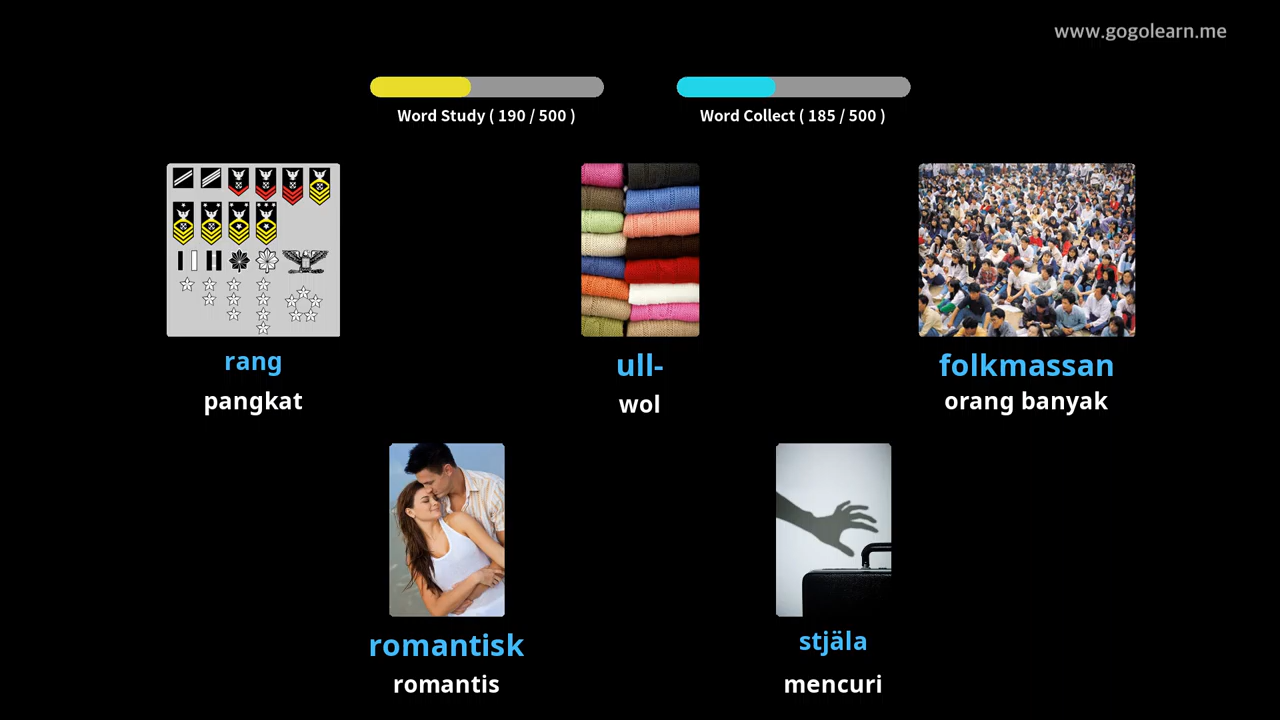 www.gogolearn.me
Word Study ( 190 / 500 )
Word Collect ( 185 / 500 )
rang
pangkat
ull-
wol
folkmassan
orang banyak
romantisk
romantis
stjäla
mencuri